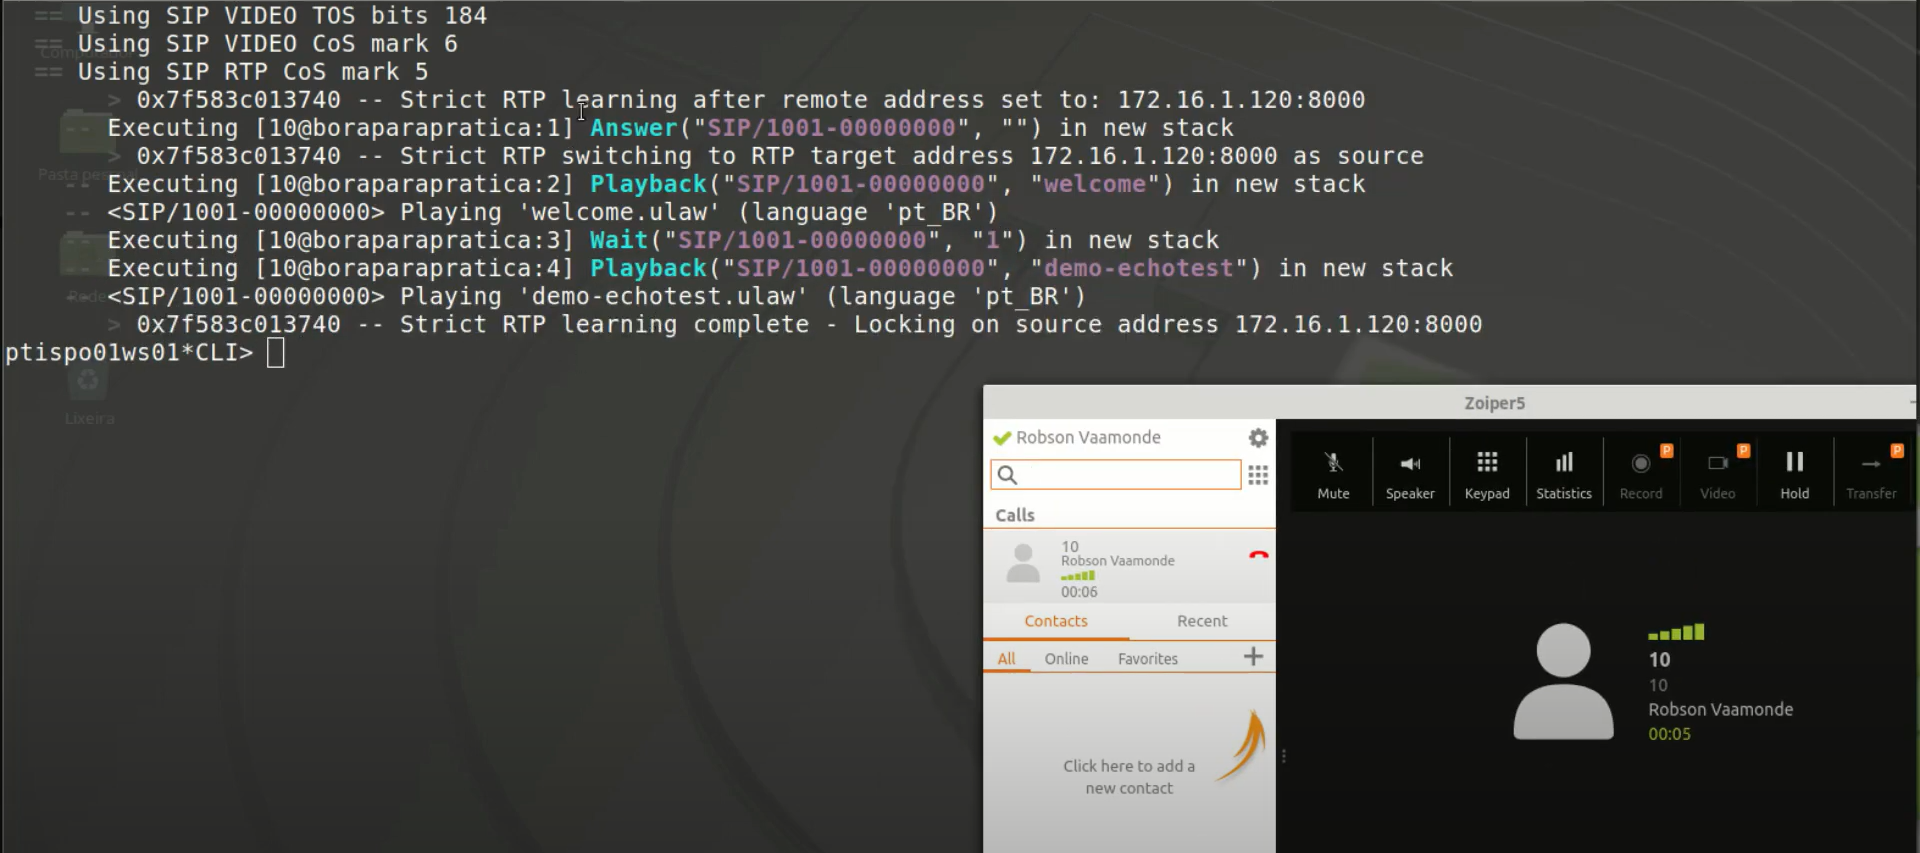 == Using SIP VIDEO TOS bits 184
== Using SIP VIDEO CoS mark 6
== Using SIP RTP CoS mark 5
> 0x7f583c013740 -- Strict RTP learning after remote address set to: 172.16.1.120:8000
Executing [10@boraparapratica:1] Answer("SIP/1001-00000000", "") in new stack
> 0x7f583c013740 -- Strict RTP switching to RTP target address 172.16.1.120:8000 as source
-- Executing [10@boraparapratica:2] Playback("SIP/1001-00000000", "welcome") in new stack
-- <SIP/1001-00000000> Playing 'welcome.ulaw' (language 'pt_BR')
Executing [10@boraparapratica:3] Wait("SIP/1001-00000000", "1") in new stack
Executing [10@boraparapratica:4] Playback("SIP/1001-00000000", "demo-echotest") in new stack
-- <SIP/1001-00000000> Playing 'demo-echotest.ulaw' (language 'pt_BR')
> 0x7f583c013740 -- Strict RTP learning complete - Locking on source address 172.16.1.120:8000
ptispo01ws01*CLI>
Pasta pessoal
Rede
Lixeira
Zoiper5
Robson Vaamonde
Calls
10
Robson Vaamonde
00:06
Contacts Recent
All Online Favorites +
Click here to add a
new contact
P P P
Mute Speaker Keypad Statistics Record Video Hold Transfer
10
10
Robson Vaamonde
00:05